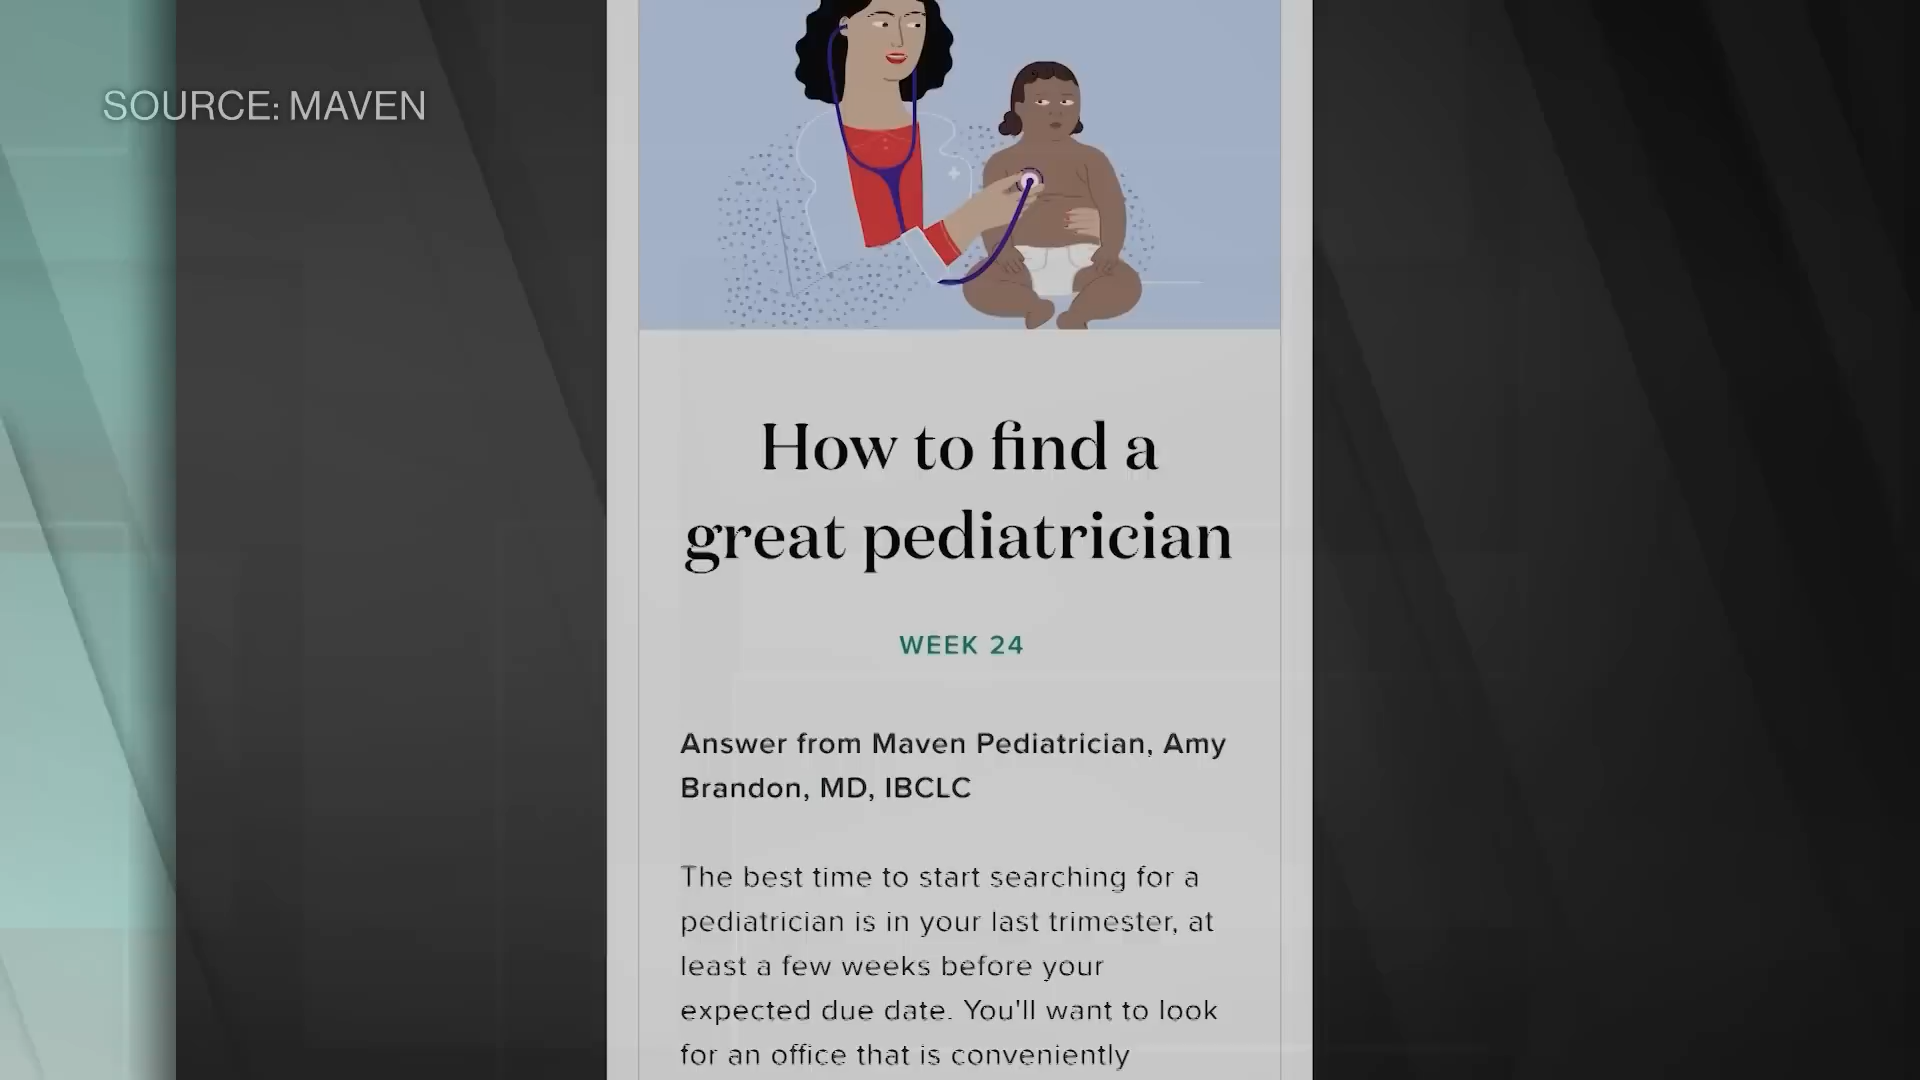 SOURCE: MAVEN
How to find a
great pediatrician
WEEK 24
Answer from Maven Pediatrician, Amy
Brandon, MD, IBCLC
The best time to start searching for a
pediatrician is in your last trimester, at
least a few weeks before your
expected due date. You'll want to look
for an office that is conveniently